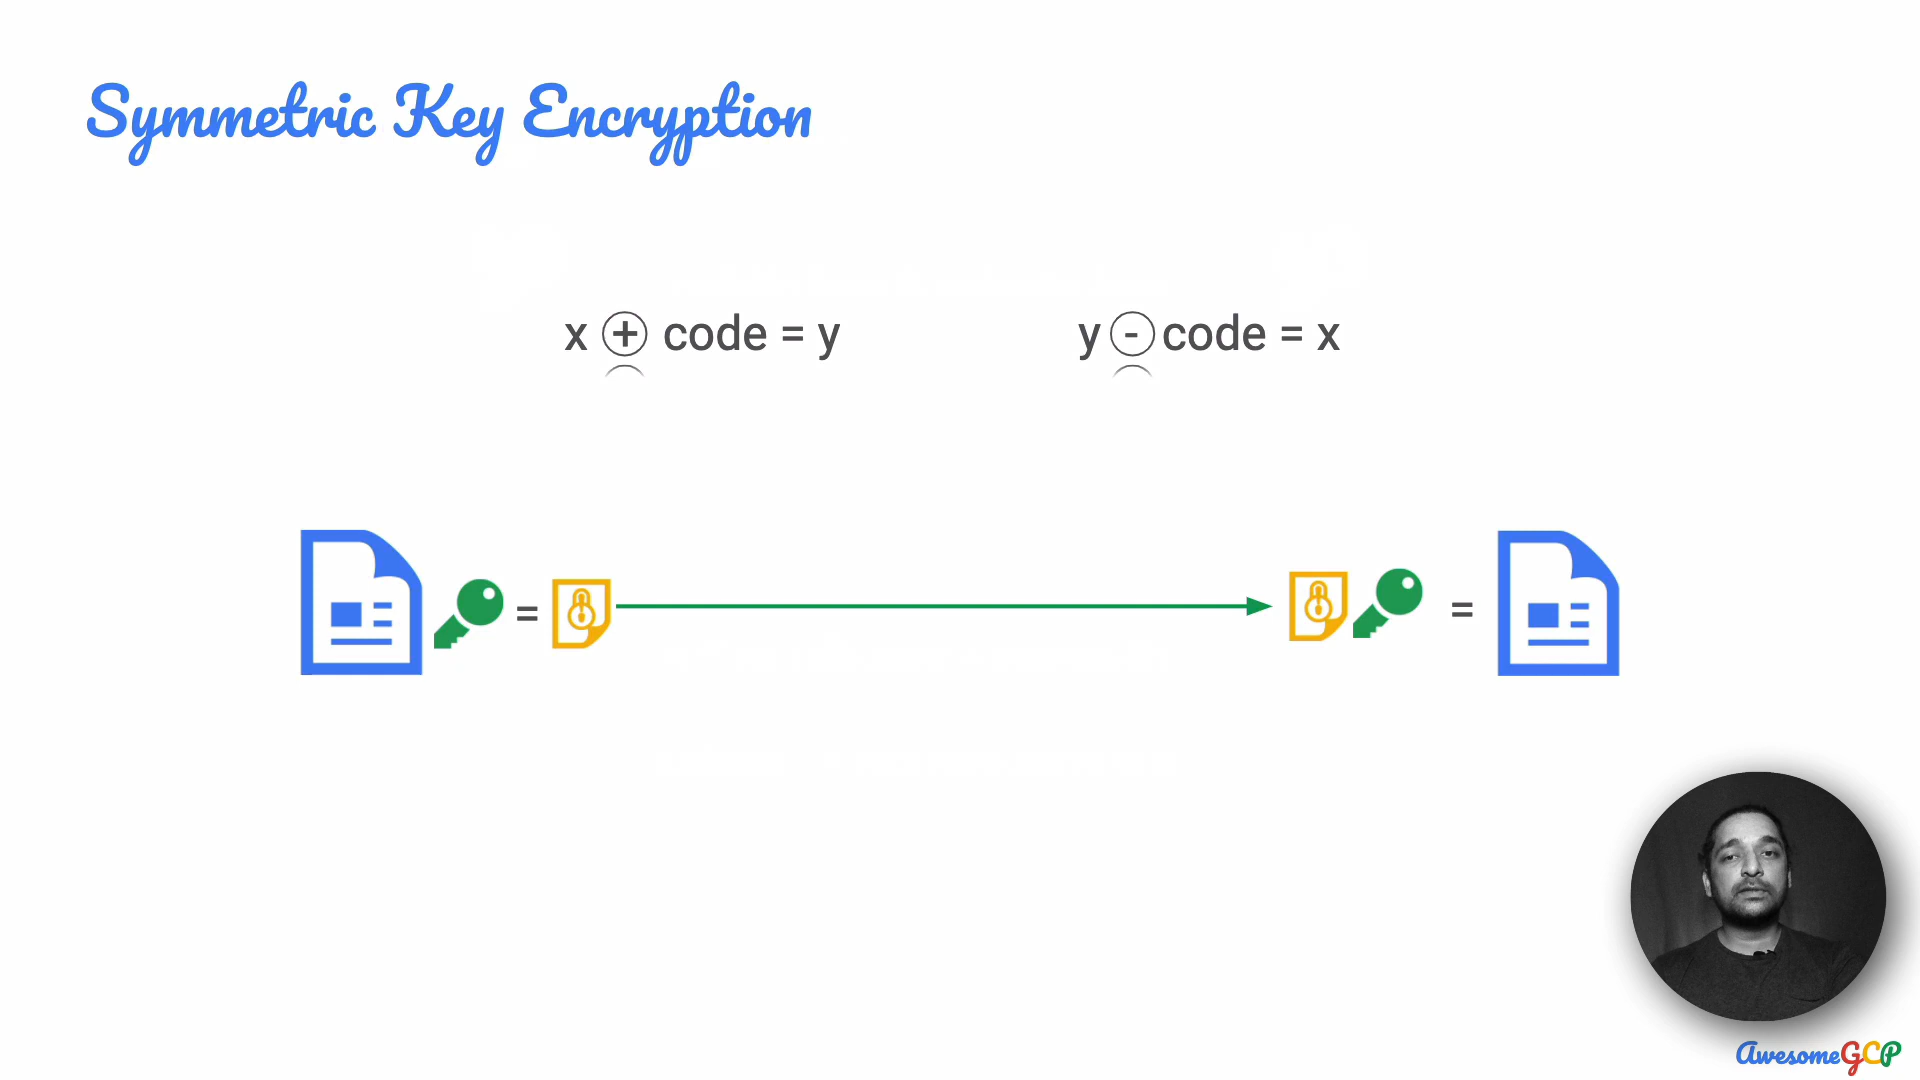 Symmetric Key Encryption
x + code = y
y - code = x
=
=
AwesomeGCP